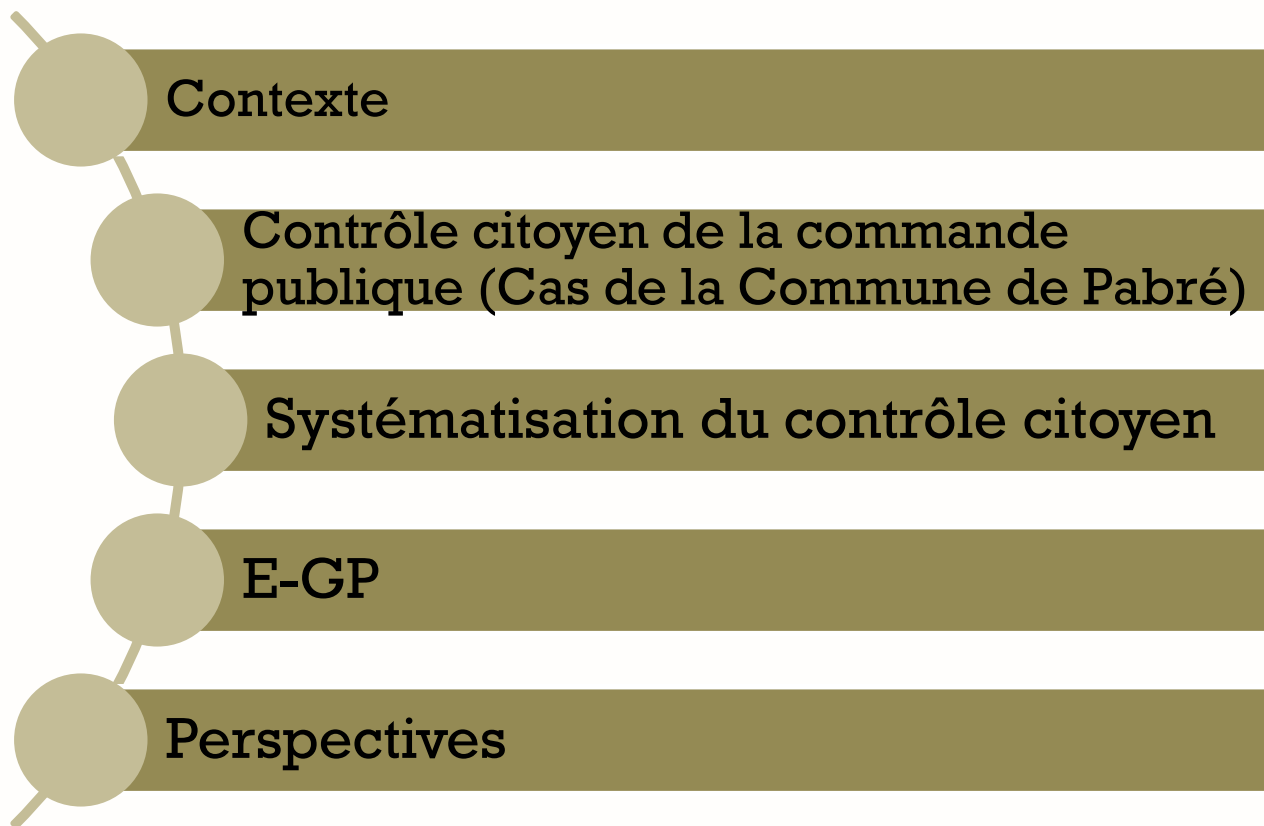 Contexte
Contrôle citoyen de la commande
publique (Cas de la Commune de Pabré)
Systématisation du contrôle citoyen
E-GP
Perspectives